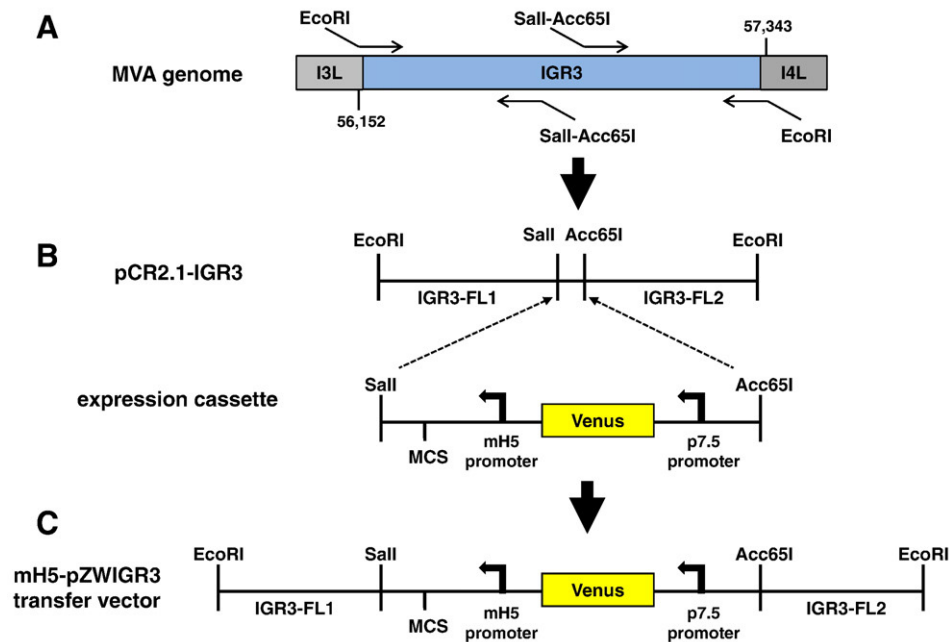 A
MVA genome
EcoRI
SalI-Acc65I
57,343
I3L
IGR3
I4L
56,152
SalI-Acc65I
EcoRI
B
pCR2.1-IGR3
EcoRI
SalI
Acc65I
EcoRI
IGR3-FL1
IGR3-FL2
expression cassette
SalI
Acc65I
Venus
MCS
mH5
promoter
p7.5
promoter
C
mH5-pZWIGR3
transfer vector
EcoRI
SalI
Acc65I
EcoRI
Venus
IGR3-FL1
MCS
mH5
promoter
p7.5
promoter
IGR3-FL2